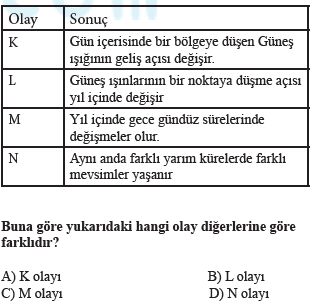 Olay Sonuç
K Gün içerisinde bir bölgeye düşen Güneş
ışığının geliş açısı değişir.
L Güneş ışınlarının bir noktaya düşme açısı
yıl içinde değişir
M Yıl içinde gece gündüz sürelerinde
değişmeler olur.
N Aynı anda farklı yarım kürelerde farklı
mevsimler yaşanır
Buna göre yukarıdaki hangi olay diğerlerine göre
farklıdır?
A) K olayı B) L olayı
C) M olayı D) N olayı